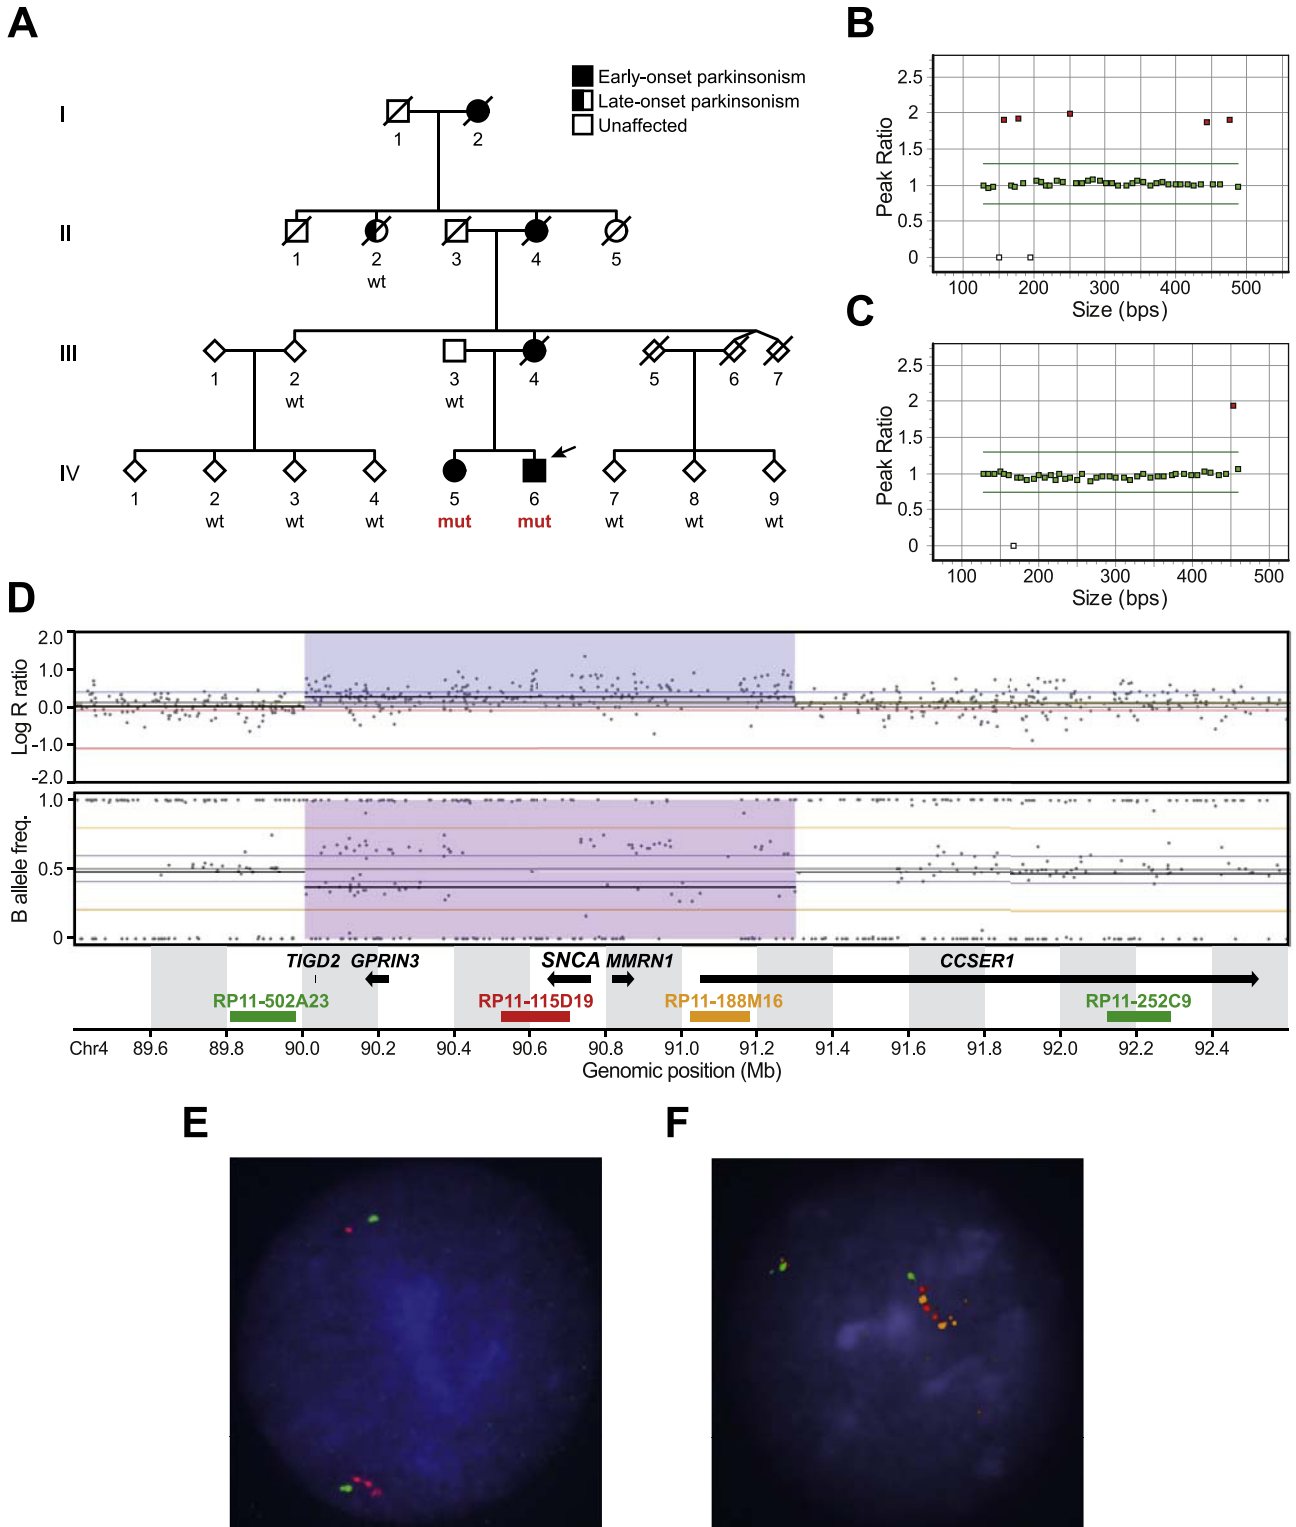 A
Early-onset parkinsonism
Late-onset parkinsonism
Unaffected
I
1
2
II
1
2
3
4
5
wt
III
1
2
3
4
5
6
7
wt
wt
IV
1
2
3
4
5
6
7
8
9
wt
wt
wt
mut
mut
wt
wt
wt
B
2.5
2
1.5
1
0.5
0
Peak Ratio
100
200
300
400
500
Size (bps)
C
2.5
2
1.5
1
0.5
0
Peak Ratio
100
200
300
400
500
Size (bps)
D
2.0
1.0
0.0
-1.0
-2.0
Log R ratio
1.0
0.5
0
B allele freq.
TIGD2 GPRIN3 SNCA MMRN1 CCSER1
RP11-502A23 RP11-115D19 RP11-188M16 RP11-252C9
Chr4 89.6 89.8 90.0 90.2 90.4 90.6 90.8 91.0 91.2 91.4 91.6 91.8 92.0 92.2 92.4
Genomic position (Mb)
E
F